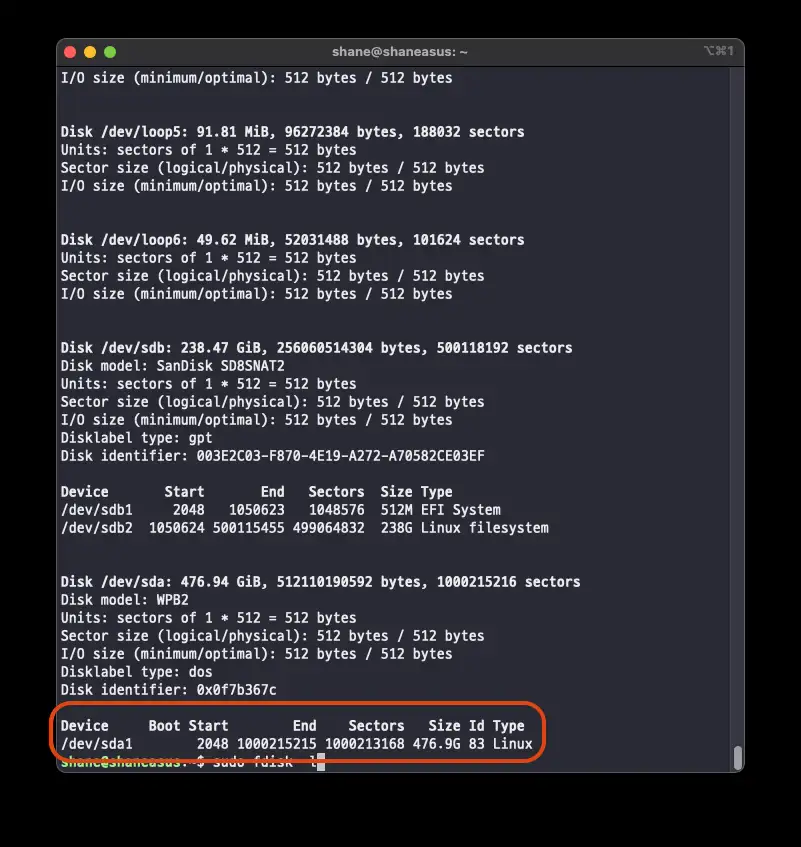 shane@shaneasus: ~
⌥⌘1
I/O size (minimum/optimal): 512 bytes / 512 bytes
Disk /dev/loop5: 91.81 MiB, 96272384 bytes, 188032 sectors
Units: sectors of 1 * 512 = 512 bytes
Sector size (logical/physical): 512 bytes / 512 bytes
I/O size (minimum/optimal): 512 bytes / 512 bytes
Disk /dev/loop6: 49.62 MiB, 52031488 bytes, 101624 sectors
Units: sectors of 1 * 512 = 512 bytes
Sector size (logical/physical): 512 bytes / 512 bytes
I/O size (minimum/optimal): 512 bytes / 512 bytes
Disk /dev/sdb: 238.47 GiB, 256060514304 bytes, 500118192 sectors
Disk model: SanDisk SD8SNAT2
Units: sectors of 1 * 512 = 512 bytes
Sector size (logical/physical): 512 bytes / 512 bytes
I/O size (minimum/optimal): 512 bytes / 512 bytes
Disklabel type: gpt
Disk identifier: 003E2C03-F870-4E19-A272-A70582CE03EF
Device Start End Sectors Size Type
/dev/sdb1 2048 1050623 1048576 512M EFI System
/dev/sdb2 1050624 500115455 499064832 238G Linux filesystem
Disk /dev/sda: 476.94 GiB, 512110190592 bytes, 1000215216 sectors
Disk model: WPB2
Units: sectors of 1 * 512 = 512 bytes
Sector size (logical/physical): 512 bytes / 512 bytes
I/O size (minimum/optimal): 512 bytes / 512 bytes
Disklabel type: dos
Disk identifier: 0x0f7b367c
Device Boot Start End Sectors Size Id Type
/dev/sda1 2048 1000215215 1000213168 476.9G 83 Linux
shane@shaneasus:~$ sudo fdisk -l